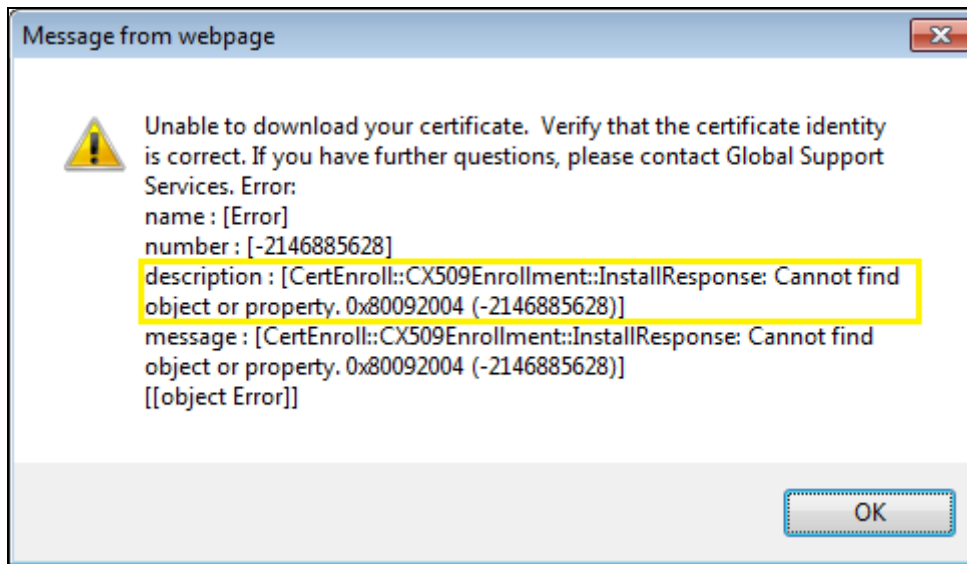 Message from webpage
Unable to download your certificate.  Verify that the certificate identity
is correct. If you have further questions, please contact Global Support
Services. Error:
name : [Error]
number : [-2146885628]
description : [CertEnroll::CX509Enrollment::InstallResponse: Cannot find
object or property. 0x80092004 (-2146885628)]
message : [CertEnroll::CX509Enrollment::InstallResponse: Cannot find
object or property. 0x80092004 (-2146885628)]
[[object Error]]
OK